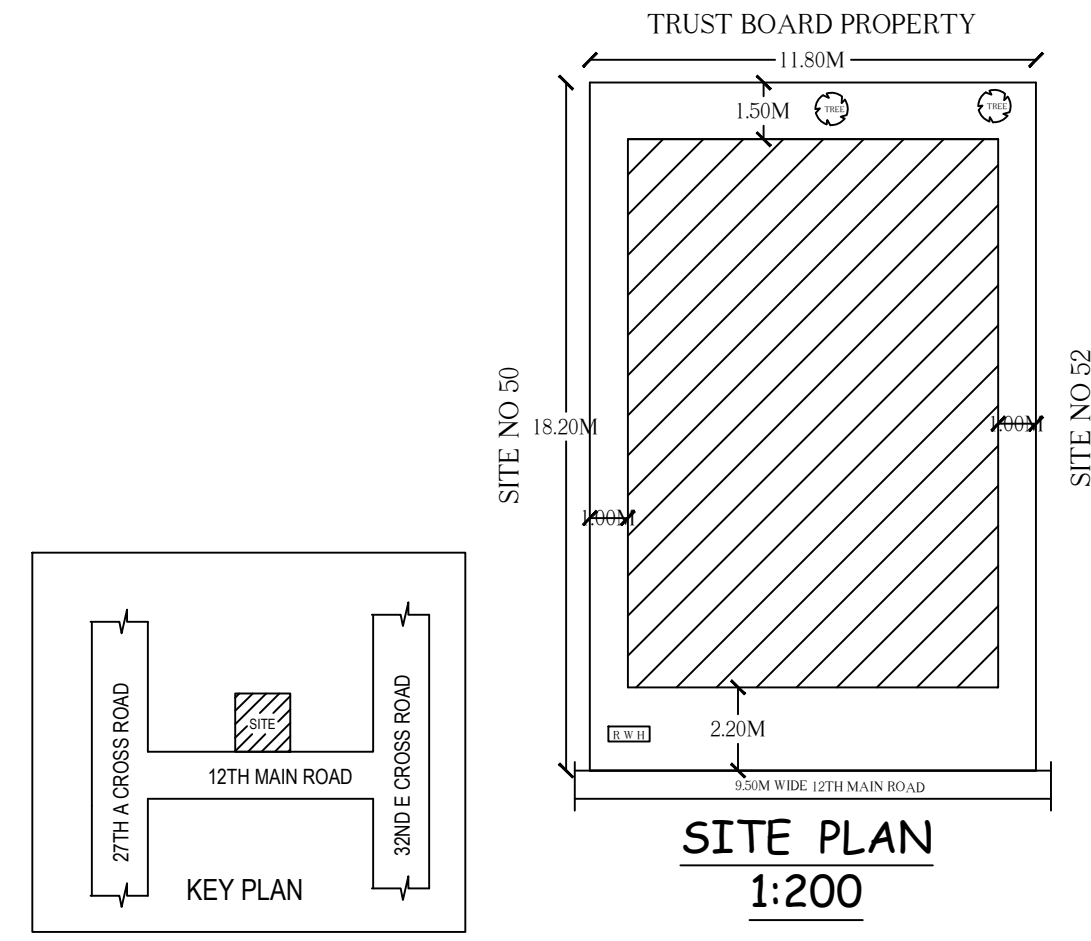 TRUST BOARD PROPERTY
11.80M
1.50M
TREE
TREE
SITE NO 50
18.20M
1.00M
SITE NO 52
1.00M
2.20M
R W H
9.50M WIDE 12TH MAIN ROAD
SITE PLAN
1:200
27TH A CROSS ROAD
SITE
12TH MAIN ROAD
32ND E CROSS ROAD
KEY PLAN